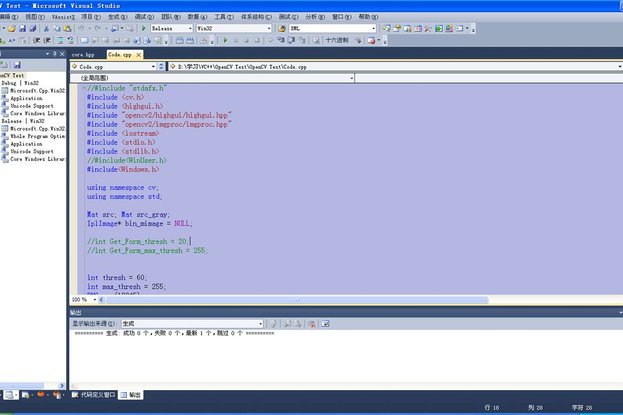 V Test - Microsoft Visual Studio
编辑(E) 视图(V) VAssistX 项目(P) 生成(B) 调试(D) 团队(M) 数据(A) 工具(T) 体系结构(C) 测试(S) 分析(N) 窗口(W) 帮助(H)
Release Win32 XML
十六进制
core.hpp Code.cpp
Code.cpp D:\学习\VC++\OpenCV Test\OpenCV Test\Code.cpp
(全局范围)
enCV Test
Debug | Win32
Microsoft.Cpp.Win32.
Application
Unicode Support
Core Windows Librar
Release | Win32
Microsoft.Cpp.Win32.
Whole Program Optim
Application
Unicode Support
Core Windows Librar
//#include "stdafx.h"
#include <cv.h>
#include <highgui.h>
#include "opencv2/highgui/highgui.hpp"
#include "opencv2/imgproc/imgproc.hpp"
#include <iostream>
#include <stdio.h>
#include <stdlib.h>
//#include<WinUser.h>
#include<Windows.h>
using namespace cv;
using namespace std;
Mat src; Mat src_gray;
IplImage* bin_mimage = NULL;
//int Get_Form_thresh = 20;
//int Get_Form_max_thresh = 255;
int thresh = 60;
int max_thresh = 255;
100 %
输出
显示输出来源(S): 生成
========== 生成: 成功 0 个，失败 0 个，最新 1 个，跳过 0 个 ==========
代码定义窗口 输出
行 18 列 28 字符 28